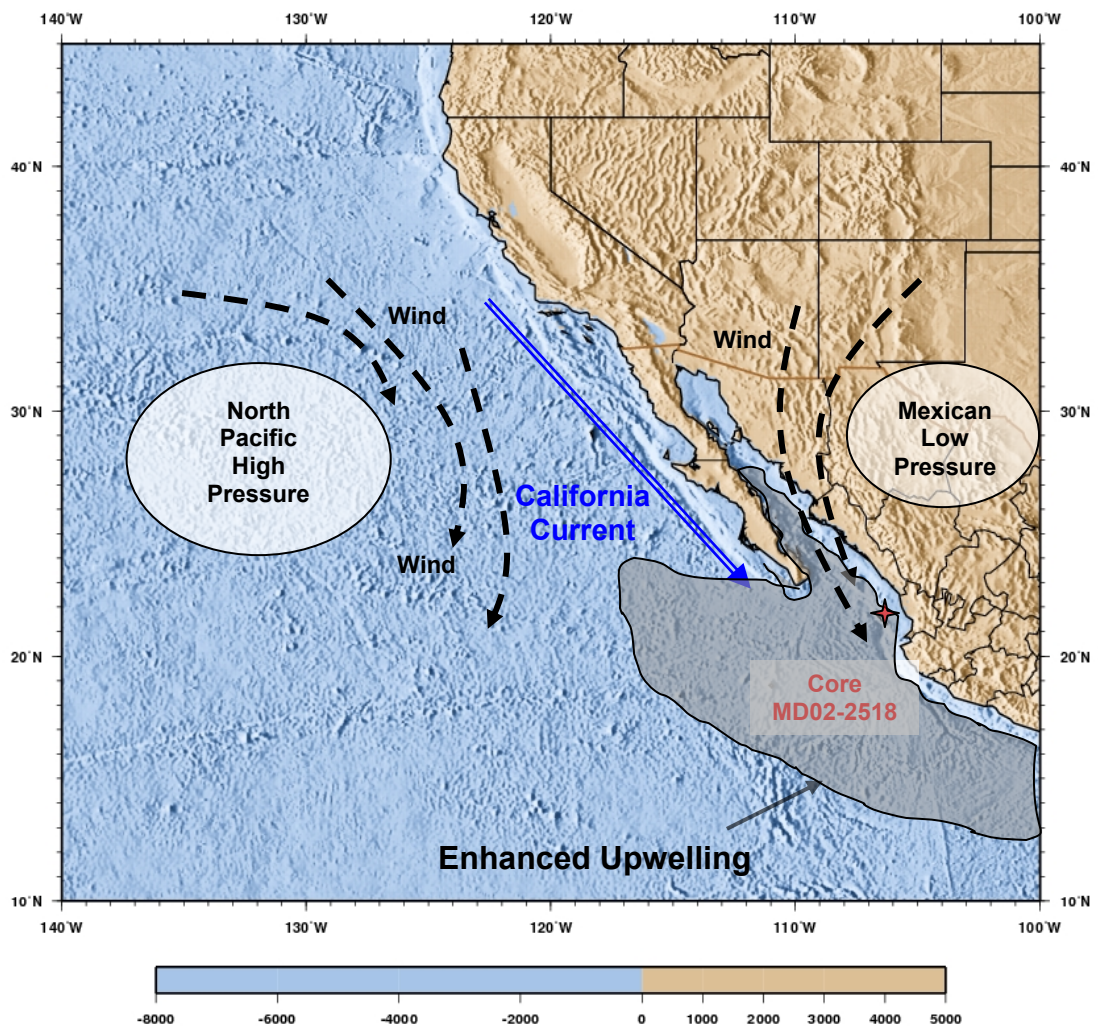 140°W 130°W 120°W 110°W 100°W
40°N 40°N
Wind
Wind
30°N 30°N
North
Pacific
High
Pressure
Mexican
Low
Pressure
California
Current
Wind
20°N 20°N
Core
MD02-2518
Enhanced Upwelling
10°N 10°N
140°W 130°W 120°W 110°W 100°W
-8000 -6000 -4000 -2000 0 1000 2000 3000 4000 5000